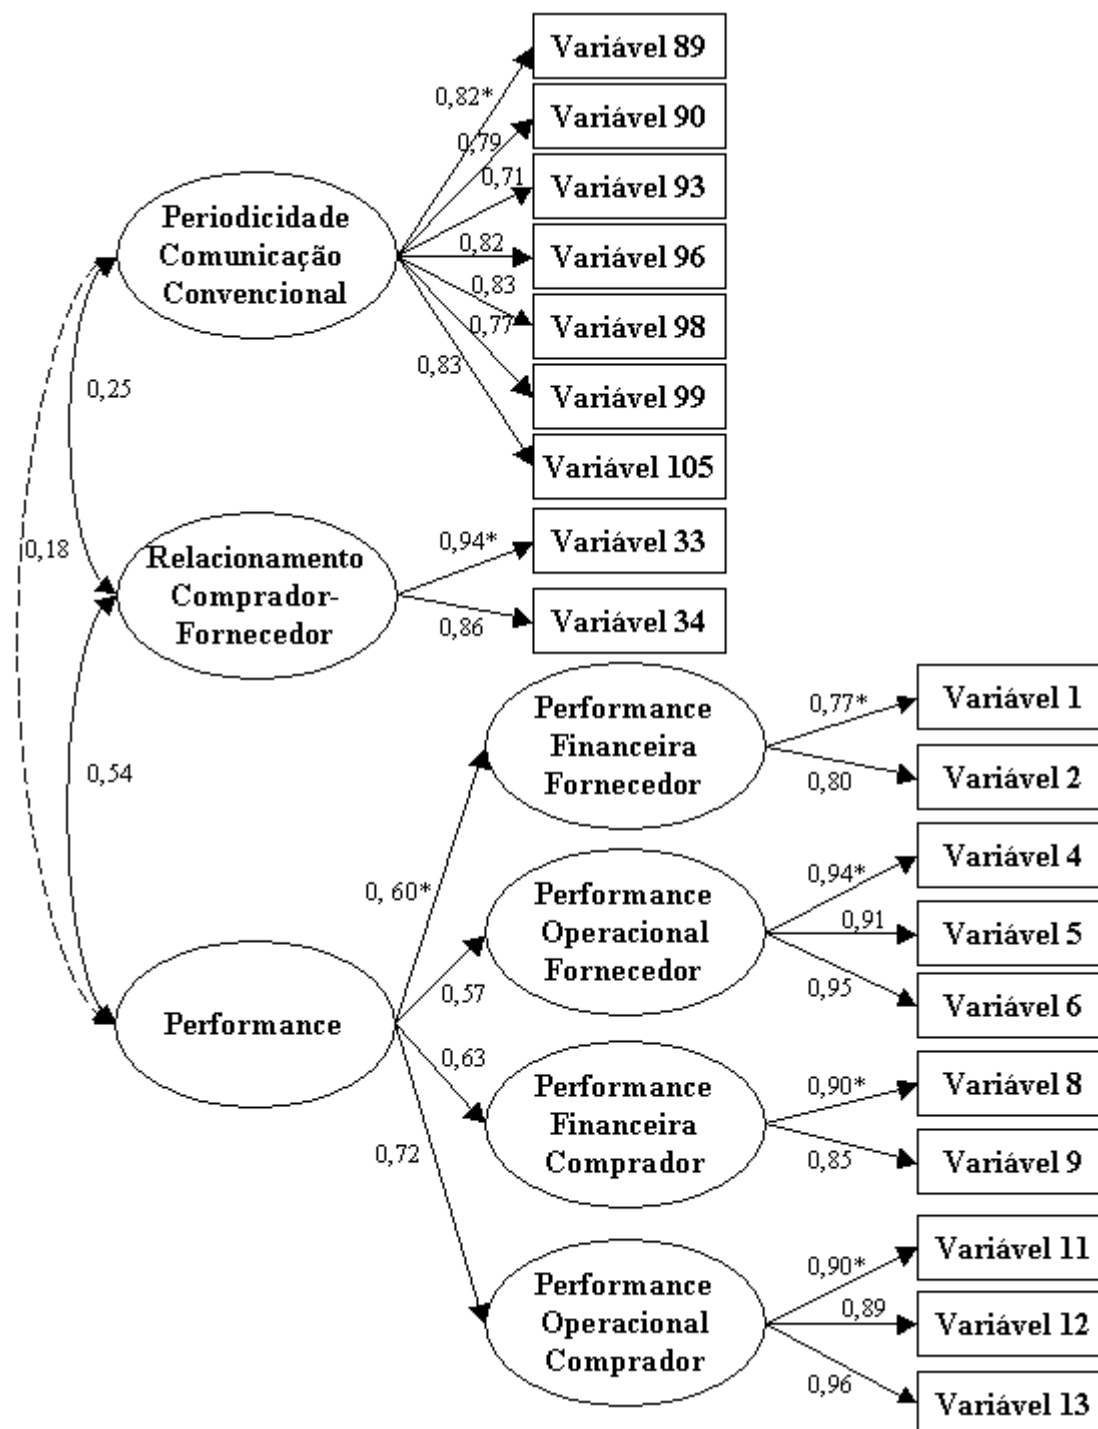 Variável 89
0,82*
Variável 90
0,79
0,71
Variável 93
Periodicidade
Comunicação
Convencional
0,82
Variável 96
0,83
Variável 98
0,77
0,83
Variável 99
0,25
Variável 105
0,18
Relacionamento
Comprador-
Fornecedor
0,94*
Variável 33
0,86
Variável 34
Performance
Financeira
Fornecedor
0,77*
Variável 1
0,80
Variável 2
0,54
0, 60*
Performance
Operacional
Fornecedor
0,94*
Variável 4
0,91
Variável 5
0,95
Variável 6
0,57
Performance
0,63
Performance
Financeira
Comprador
0,90*
Variável 8
0,85
Variável 9
0,72
Performance
Operacional
Comprador
0,90*
Variável 11
0,89
Variável 12
0,96
Variável 13